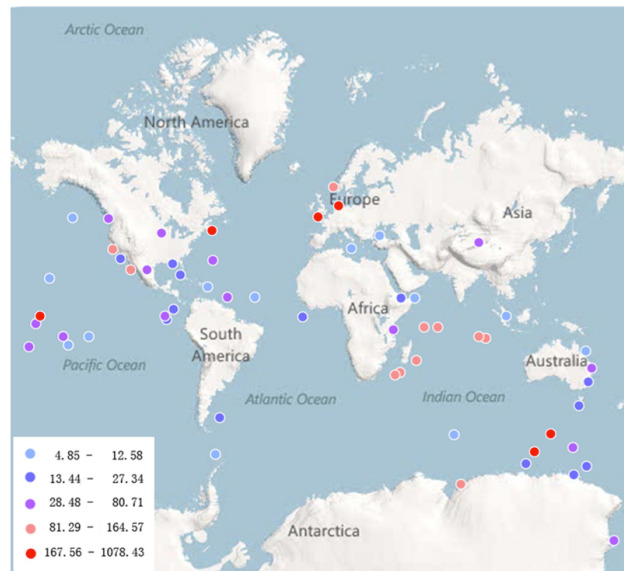 Arctic Ocean
North America
Europe
Asia
Africa
South
America
Pacific Ocean
Atlantic Ocean
Indian Ocean
Australia
Antarctica
4.85 - 12.58
13.44 - 27.34
28.48 - 80.71
81.29 - 164.57
167.56 - 1078.43